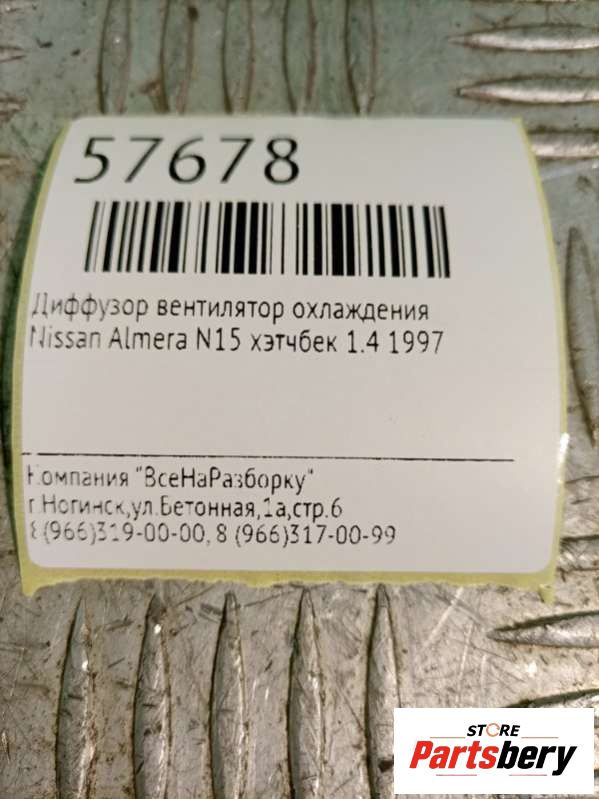 57678
Диффузор вентилятор охлаждения
Nissan Almera N15 хэтчбек 1.4 1997
Компания "ВсеНаРазборку"
г.Ногинск,ул.Бетонная,1а,стр.6
8 (966)319-00-00, 8 (966)317-00-99
STORE
Partsbery